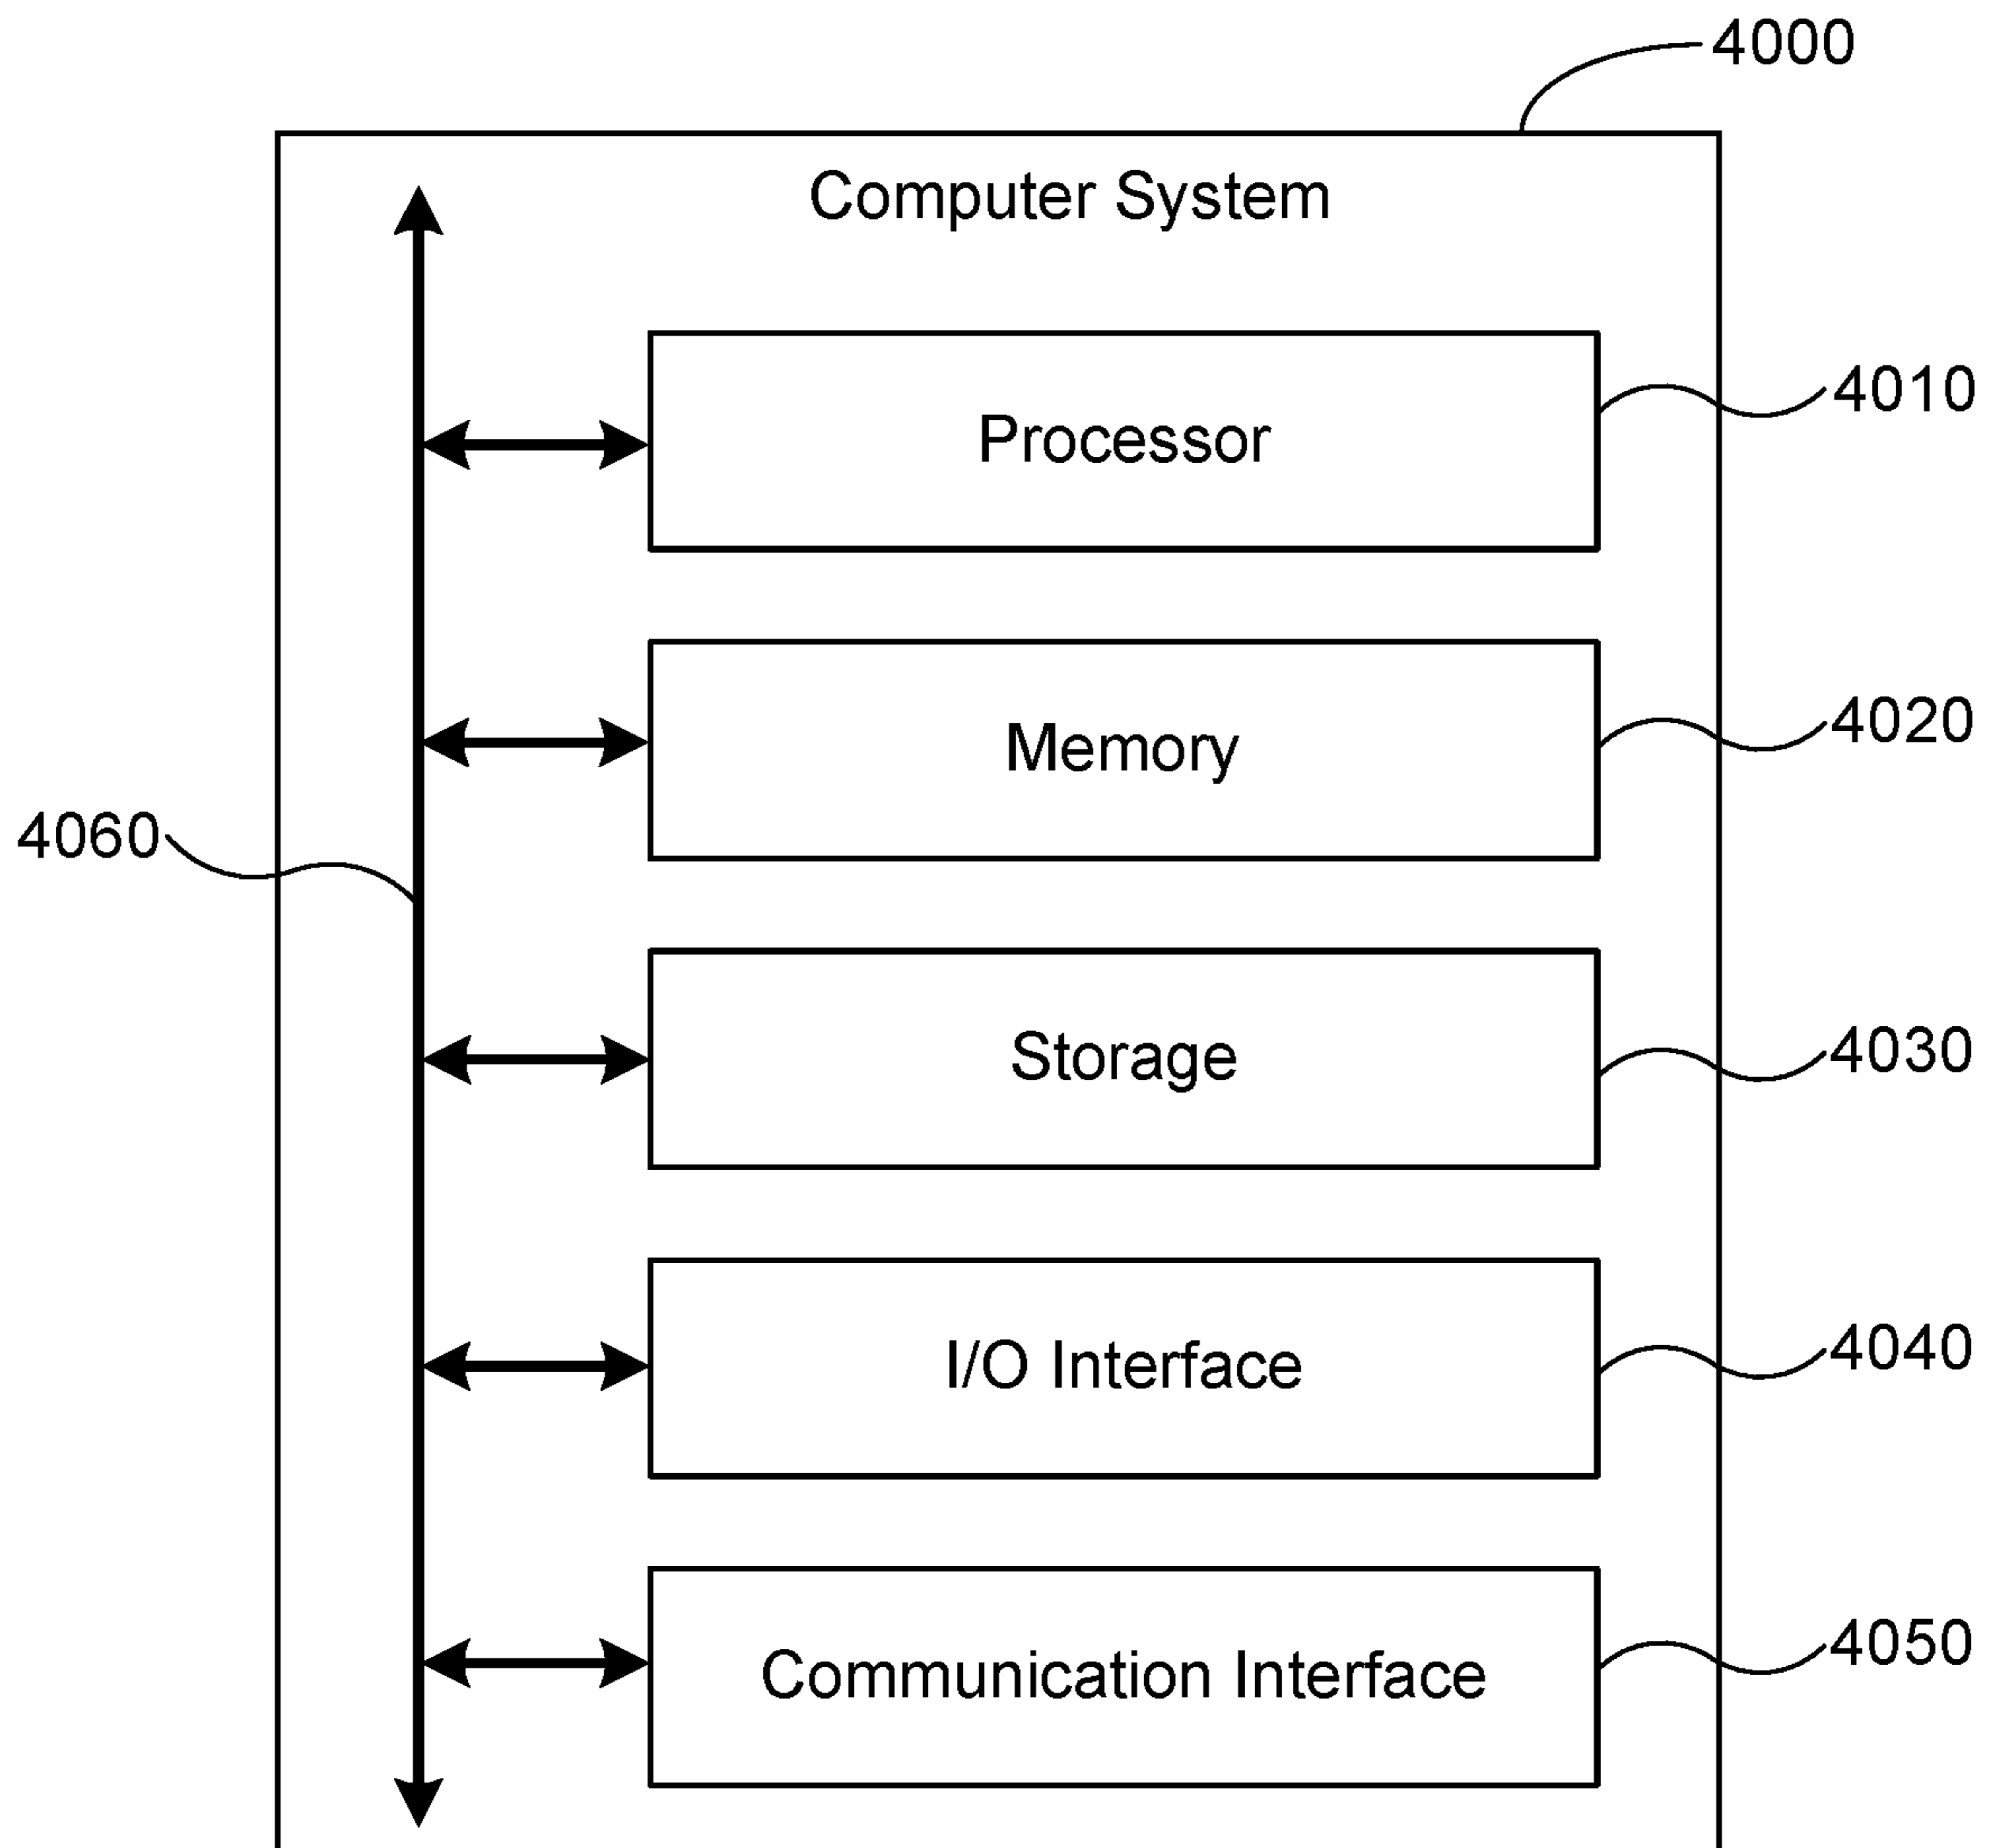 4000
Computer System
4010
Processor
4020
Memory
4060
4030
Storage
4040
I/O Interface
4050
Communication Interface